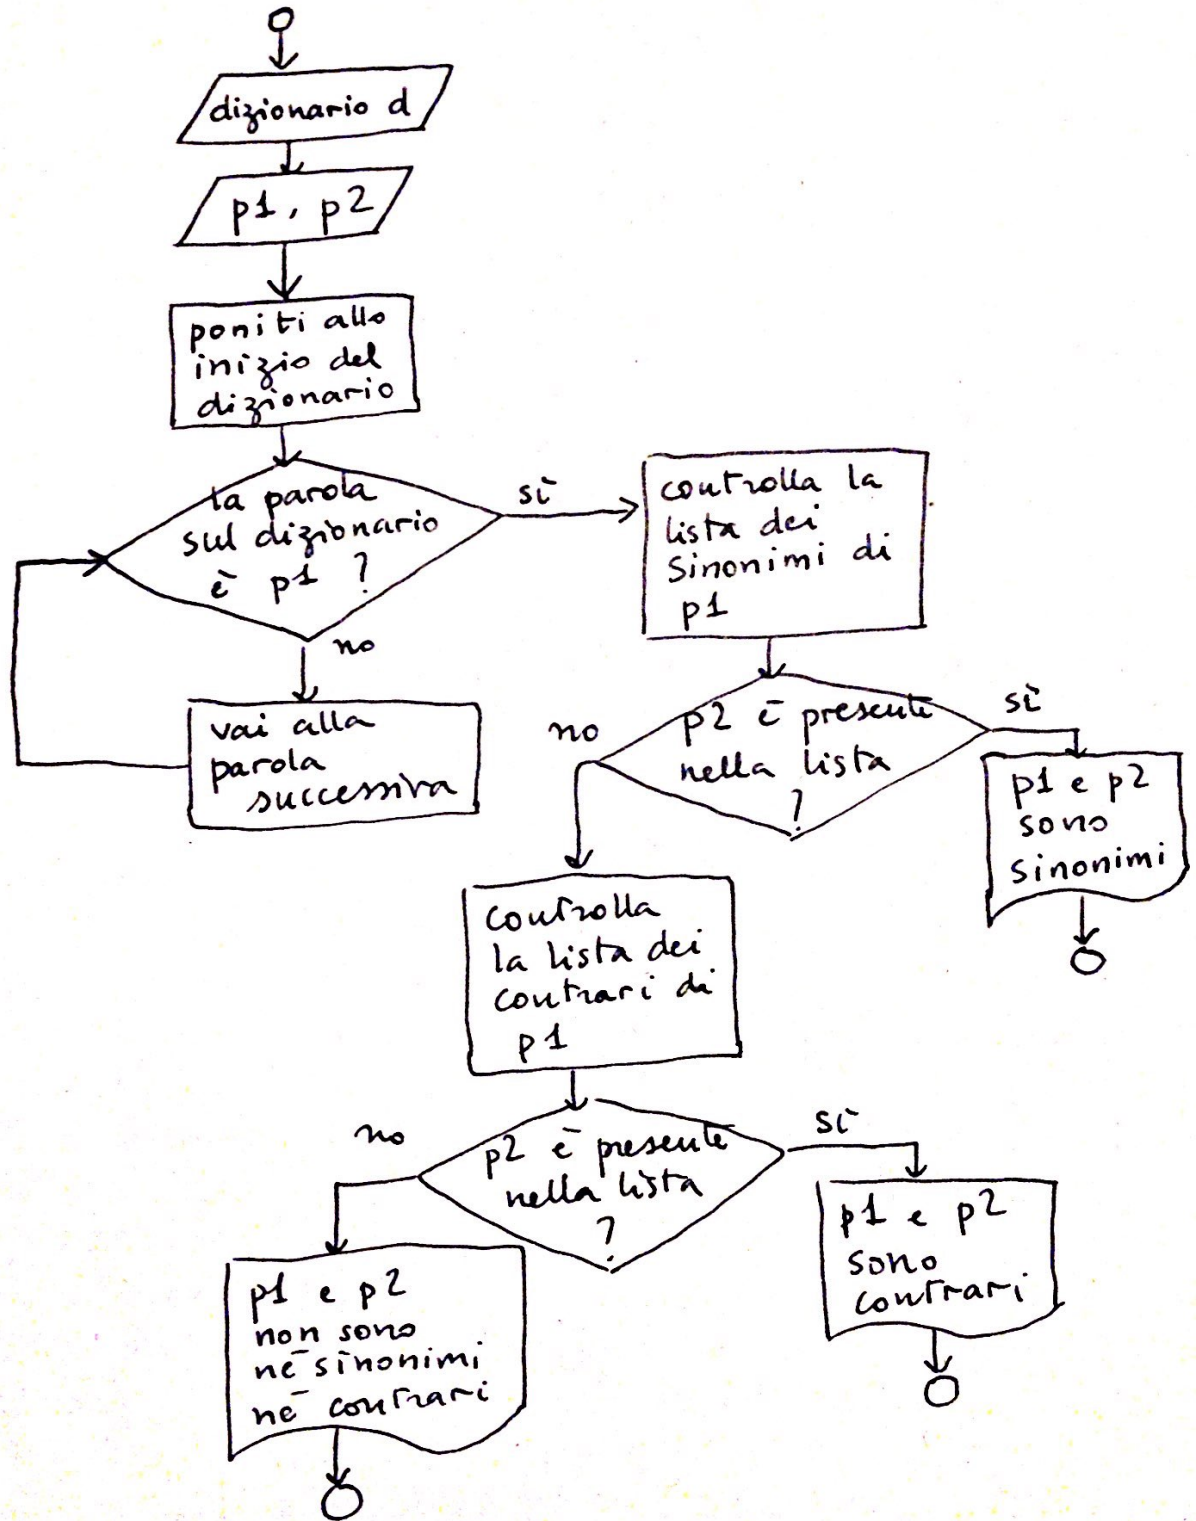 dizionario d
p1, p2
poniti allo
inizio del
dizionario
la parola
sul dizionario
è p1 ?
sì
no
vai alla
parola
successiva
controlla la
lista dei
sinonimi di
p1
p2 è presente
nella lista
?
sì
no
p1 e p2
sono
sinonimi
controlla
la lista dei
contrari di
p1
p2 è presente
nella lista
?
sì
no
p1 e p2
sono
contrari
p1 e p2
non sono
né sinonimi
né contrari